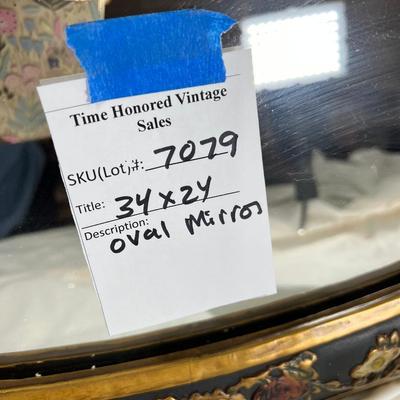 Time Honored Vintage
Sales
SKU(Lot)#: 7079
Title: 34x24
Description:
oval Mirror